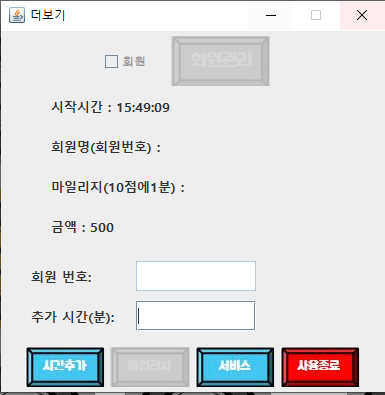 더보기
회원 회원관리
시작시간 : 15:49:09
회원명(회원번호) :
마일리지(10점에1분) :
금액 : 500
회원 번호:
추가 시간(분):
시간추가 마일리지 서비스 사용종료